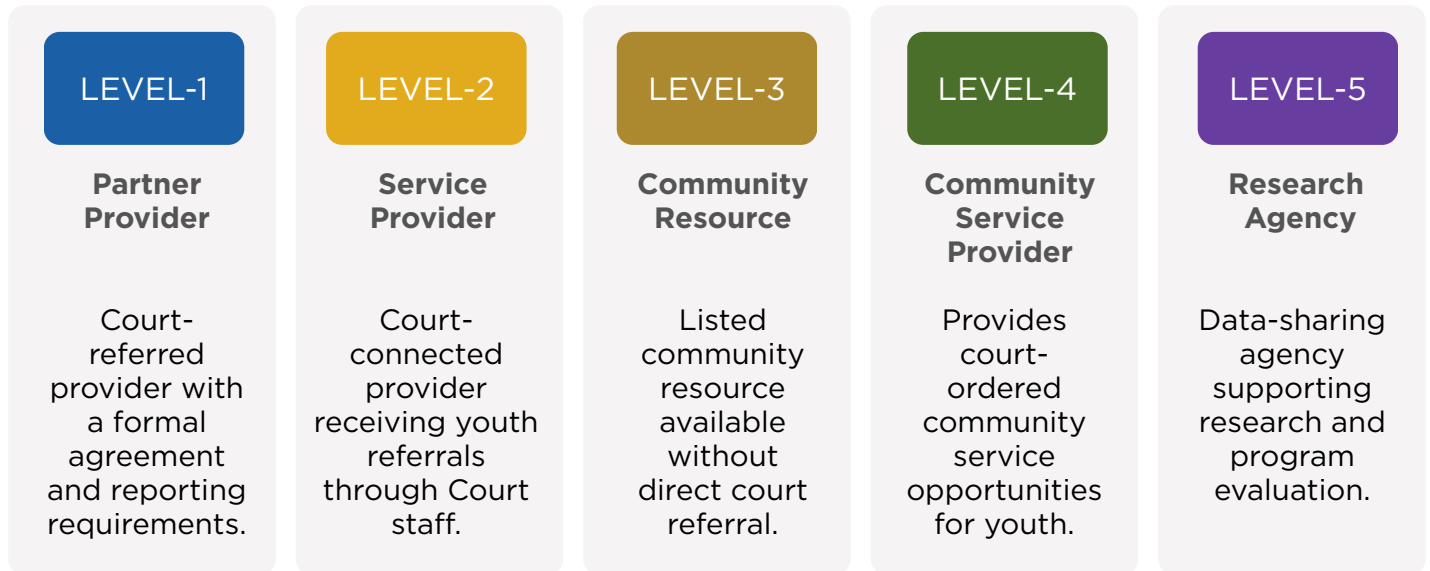 LEVEL-1
Partner
Provider
Court-
referred
provider with
a formal
agreement
and reporting
requirements.
LEVEL-2
Service
Provider
Court-
connected
provider
receiving youth
referrals
through Court
staff.
LEVEL-3
Community
Resource
Listed
community
resource
available
without
direct court
referral.
LEVEL-4
Community
Service
Provider
Provides
court-
ordered
community
service
opportunities
for youth.
LEVEL-5
Research
Agency
Data-sharing
agency
supporting
research and
program
evaluation.